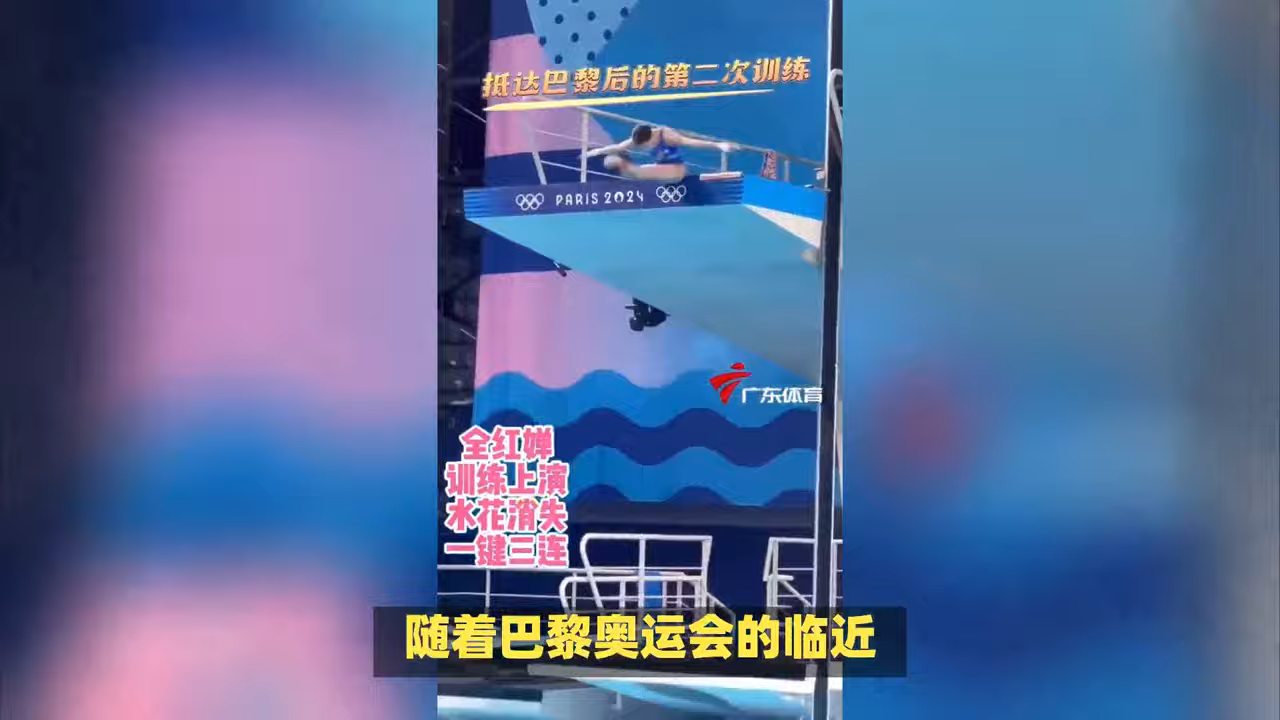 抵达巴黎后的第二次训练
PARIS 2024
广东体育
全红婵
训练上演
水花消失
一键三连
随着巴黎奥运会的临近